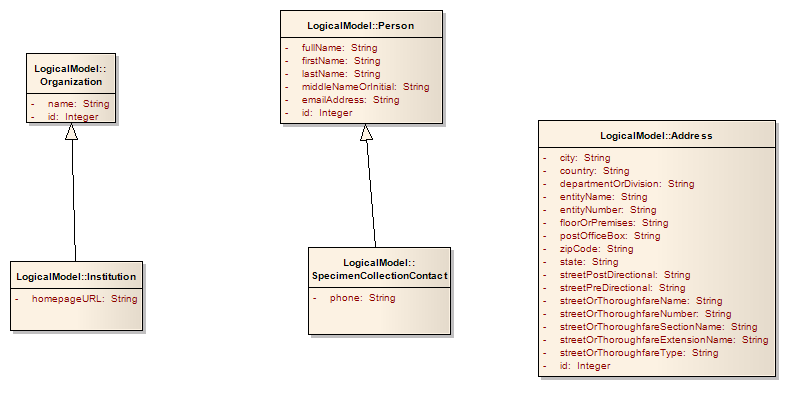 LogicalModel::
Organization
- name: String
- id: Integer
LogicalModel::Person
- fullName: String
- firstName: String
- lastName: String
- middleNameOrInitial: String
- emailAddress: String
- id: Integer
LogicalModel::Address
- city: String
- country: String
- departmentOrDivision: String
- entityName: String
- entityNumber: String
- floorOrPremises: String
- postOfficeBox: String
- zipCode: String
- state: String
- streetPostDirectional: String
- streetPreDirectional: String
- streetOrThoroughfareName: String
- streetOrThoroughfareNumber: String
- streetOrThoroughfareSectionName: String
- streetOrThoroughfareExtensionName: String
- streetOrThoroughfareType: String
- id: Integer
LogicalModel::Institution
- homepageURL: String
LogicalModel::
SpecimenCollectionContact
- phone: String